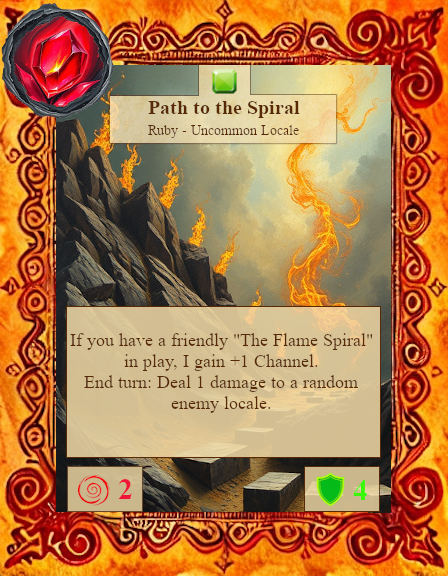 Path to the Spiral
Ruby - Uncommon Locale
If you have a friendly "The Flame Spiral"
in play, I gain +1 Channel.
End turn: Deal 1 damage to a random
enemy locale.
2
4